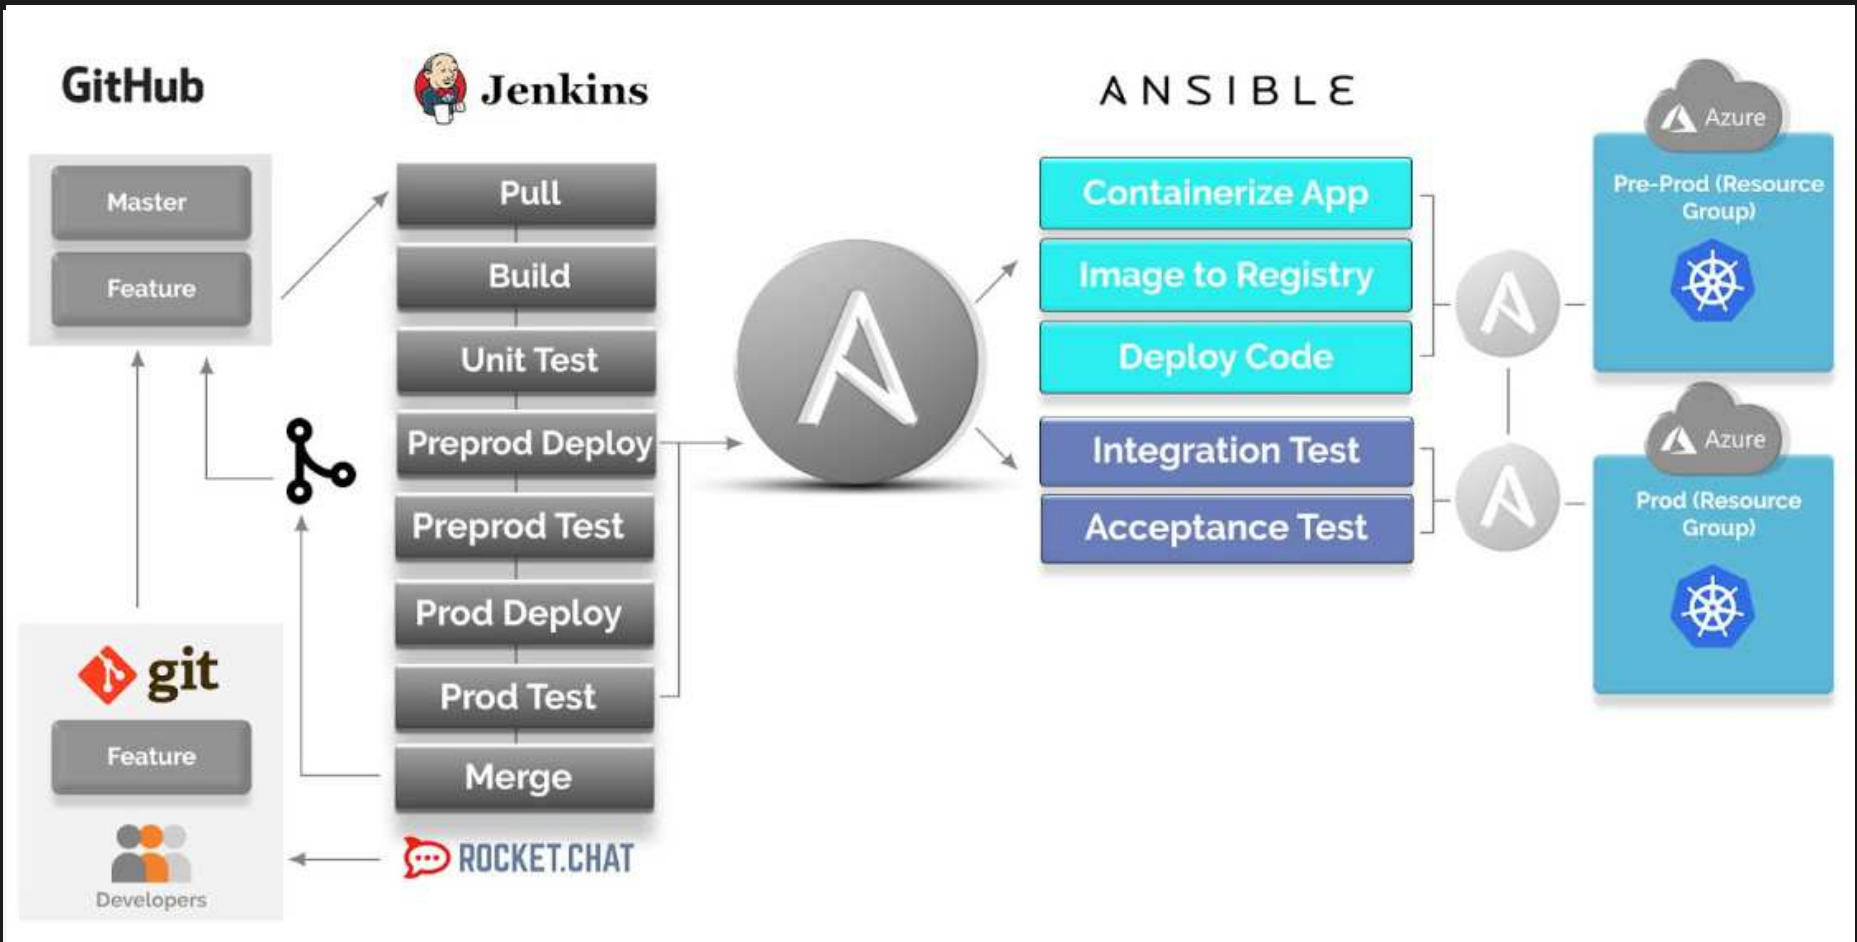 GitHub
Master
Feature
git
Feature
Developers
Jenkins
Pull
Build
Unit Test
Preprod Deploy
Preprod Test
Prod Deploy
Prod Test
Merge
ROCKET.CHAT
ANSIBLE
Containerize App
Image to Registry
Deploy Code
Integration Test
Acceptance Test
Azure
Pre-Prod (Resource
Group)
Azure
Prod (Resource
Group)